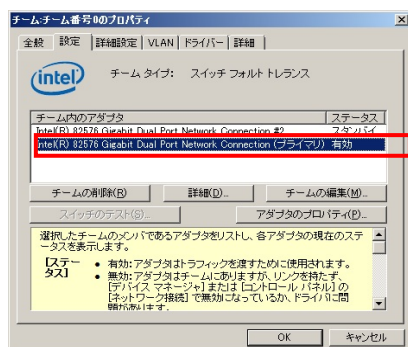 チーム:チーム番号0のプロパティ
全般 設定 詳細設定 VLAN ドライバー 詳細
intel チーム タイプ: スイッチ フォルト トレランス
チーム内のアダプタ ステータス
Intel(R) 82576 Gigabit Dual Port Network Connection #2 スタンバイ
Intel(R) 82576 Gigabit Dual Port Network Connection (プライマリ) 有効
チームの削除(R) 詳細(D)... チームの編集(M)...
スイッチのテスト(S)... アダプタのプロパティ(P)...
選択したチームのメンバであるアダプタをリストし、各アダプタの現在のステ
ータスを表示します。
[ステー • 有効:アダプタはトラフィックを渡すために使用されます。
タス] • 無効:アダプタはチームにありますが、リンクを持たず、
[デバイス マネージャ] または [コントロール パネル] の
[ネットワーク接続] で無効になっているか、ドライバに問
題があります。
OK キャンセル